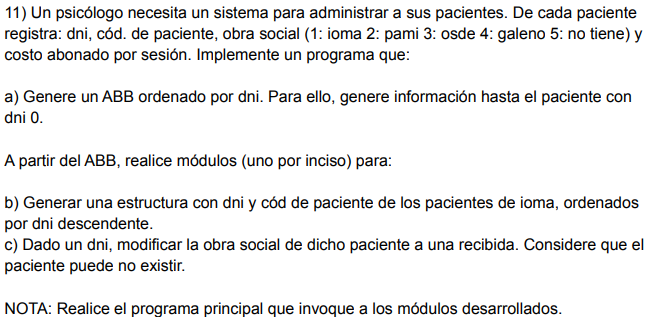 11) Un psicólogo necesita un sistema para administrar a sus pacientes. De cada paciente
registra: dni, cód. de paciente, obra social (1: ioma 2: pami 3: osde 4: galeno 5: no tiene) y
costo abonado por sesión. Implemente un programa que:
a) Genere un ABB ordenado por dni. Para ello, genere información hasta el paciente con
dni 0.
A partir del ABB, realice módulos (uno por inciso) para:
b) Generar una estructura con dni y cód de paciente de los pacientes de ioma, ordenados
por dni descendente.
c) Dado un dni, modificar la obra social de dicho paciente a una recibida. Considere que el
paciente puede no existir.
NOTA: Realice el programa principal que invoque a los módulos desarrollados.